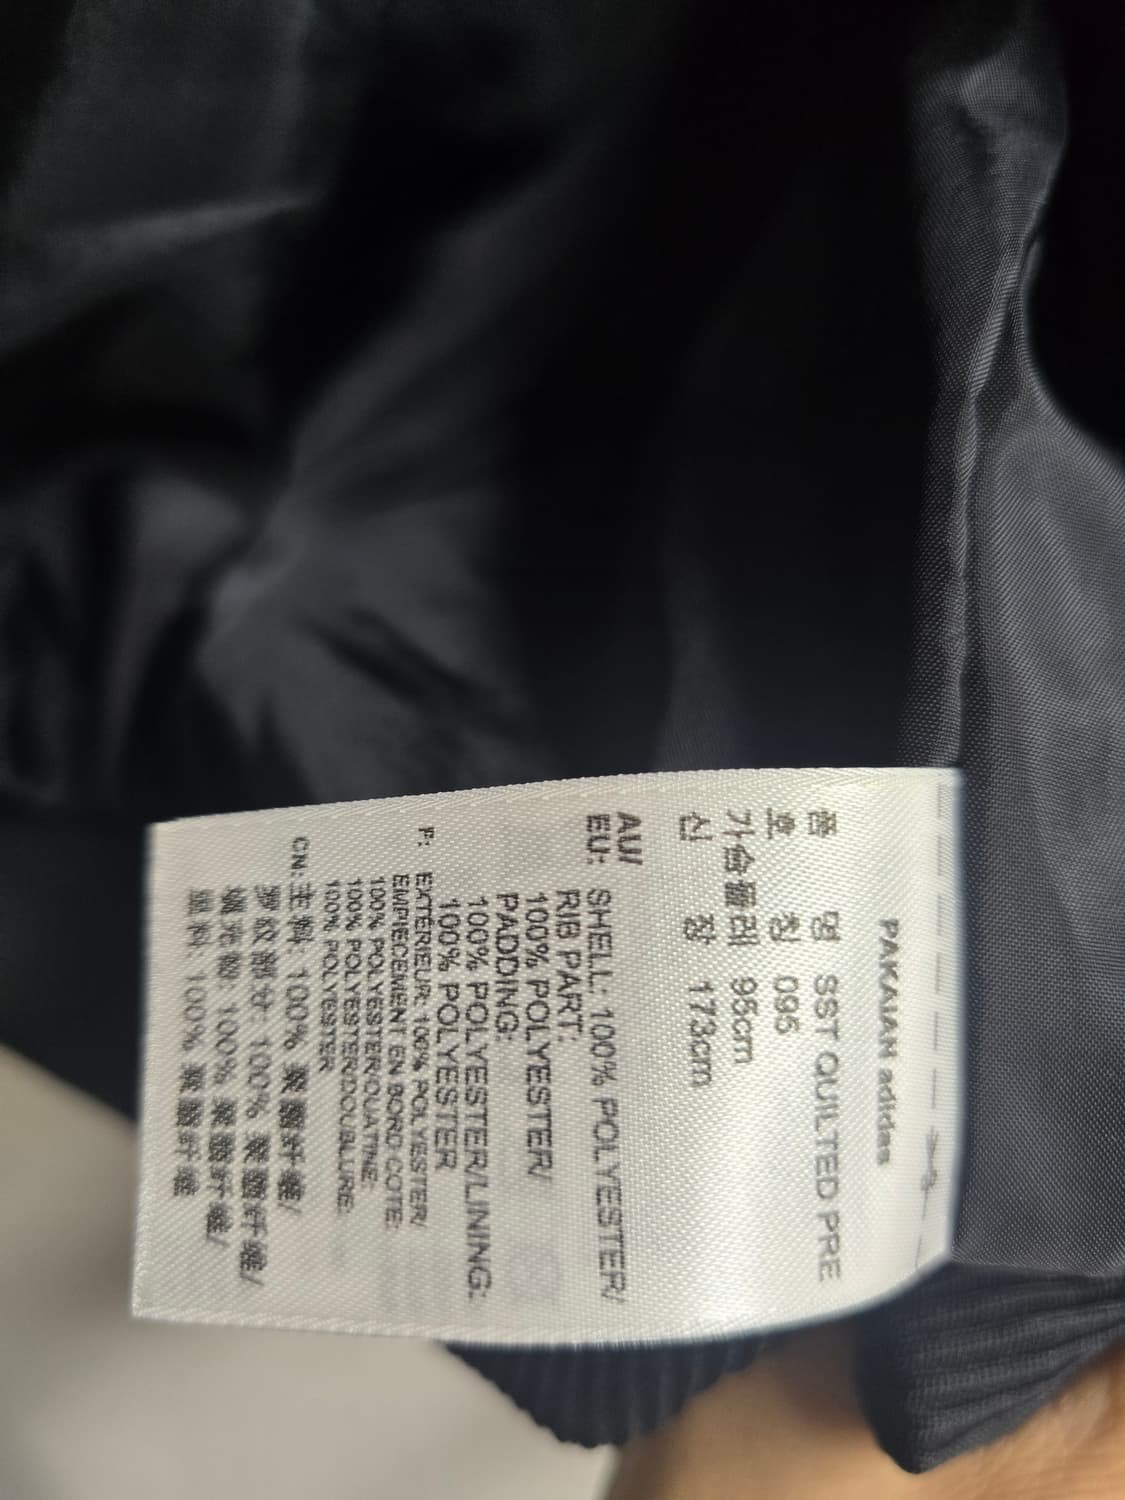 PAKAIAN adidas
품 명 SST QUILTED PRE
호 칭 095
가슴둘레 95cm
신 장 173cm
AU/
EU: SHELL: 100% POLYESTER/
RIB PART:
100% POLYESTER/
PADDING:
100% POLYESTER/LINING:
100% POLYESTER
F: EXTERIEUR: 100% POLYESTER/
EMPIECEMENT EN BORD COTE:
100% POLYESTER/OUATINE:
100% POLYESTER/DOUBLURE:
100% POLYESTER
CN: 主料: 100% 聚酯纤维/
罗纹部分: 100% 聚酯纤维/
填充物: 100% 聚酯纤维/
里料: 100% 聚酯纤维